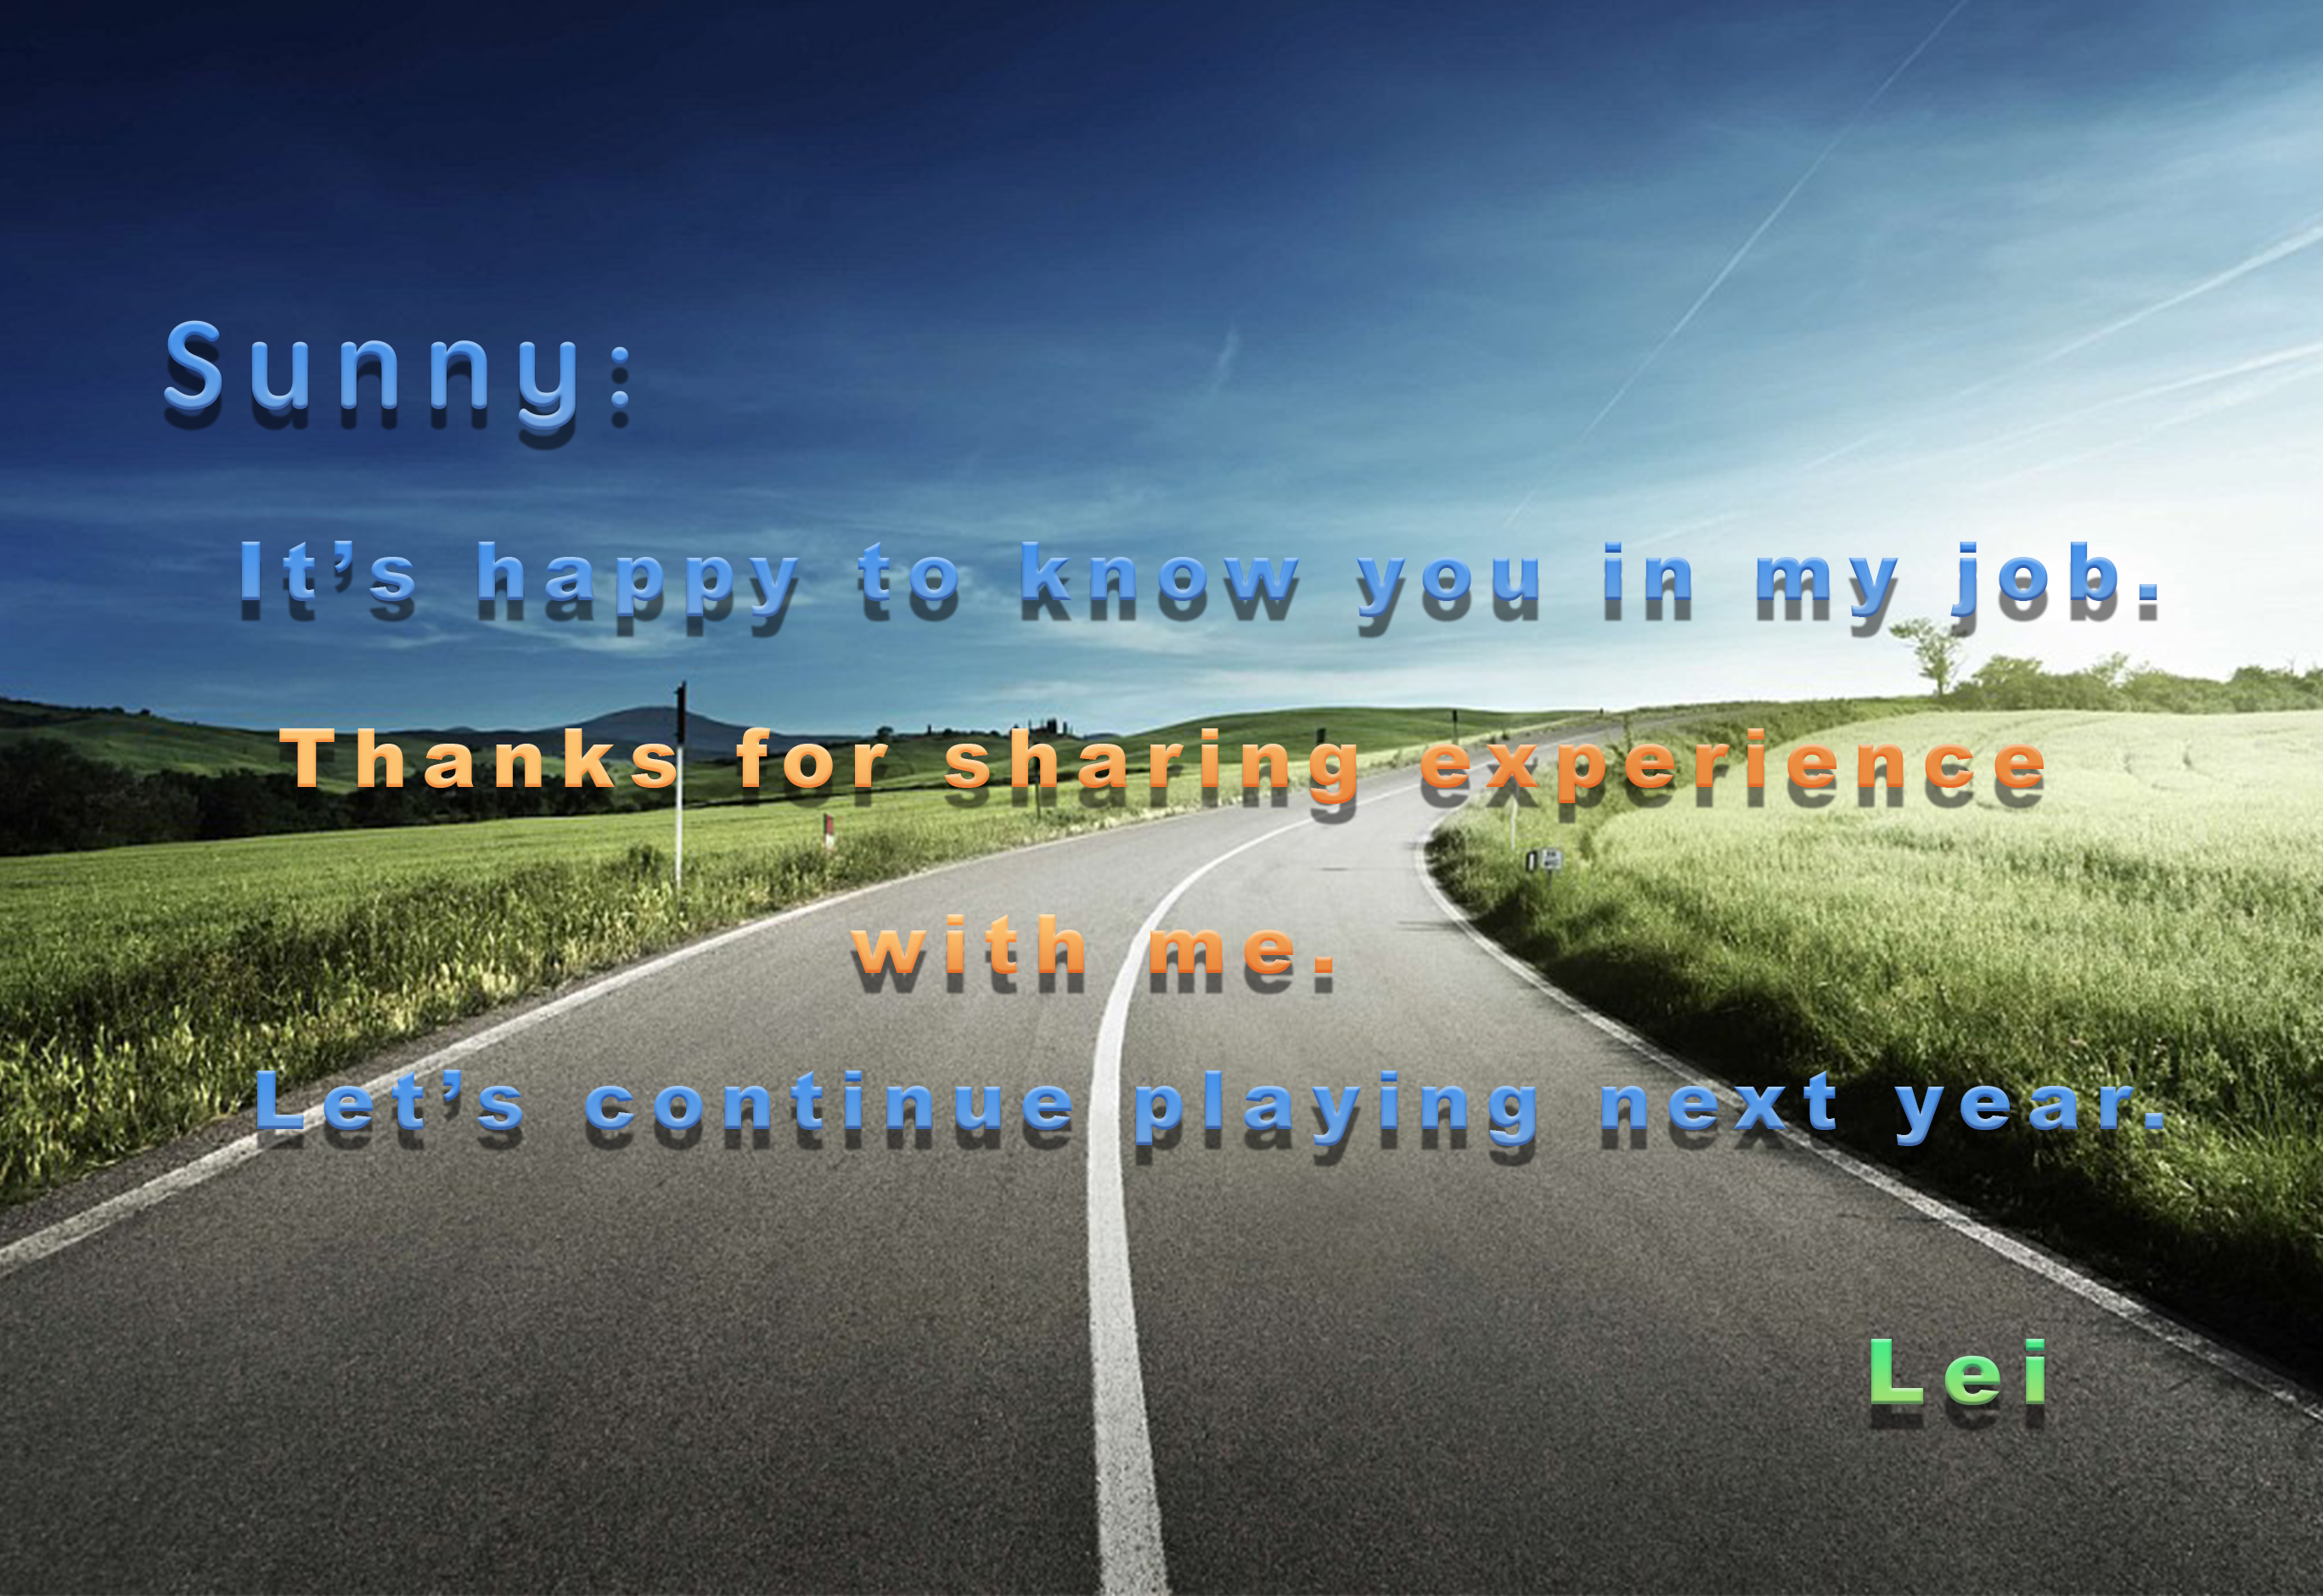 Sunny:
It’s happy to know you in my job.
Thanks for sharing experience
with me.
Let’s continue playing next year.
Lei